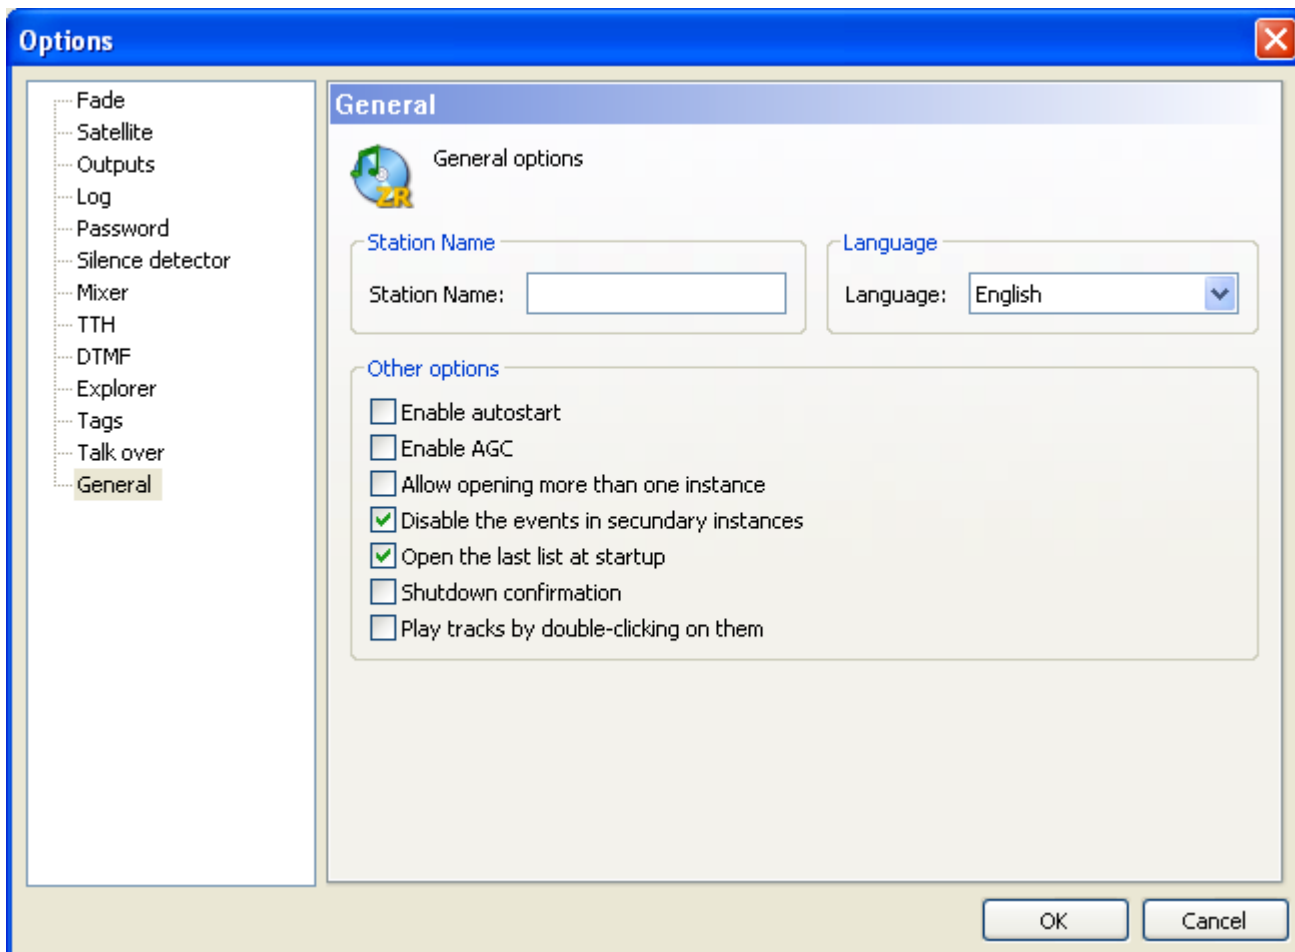 Options
Fade
Satellite
Outputs
Log
Password
Silence detector
Mixer
TTH
DTMF
Explorer
Tags
Talk over
General
General
General options
ZR
Station Name
Station Name:
Language
Language: English
Other options
Enable autostart
Enable AGC
Allow opening more than one instance
Disable the events in secundary instances
Open the last list at startup
Shutdown confirmation
Play tracks by double-clicking on them
OK Cancel